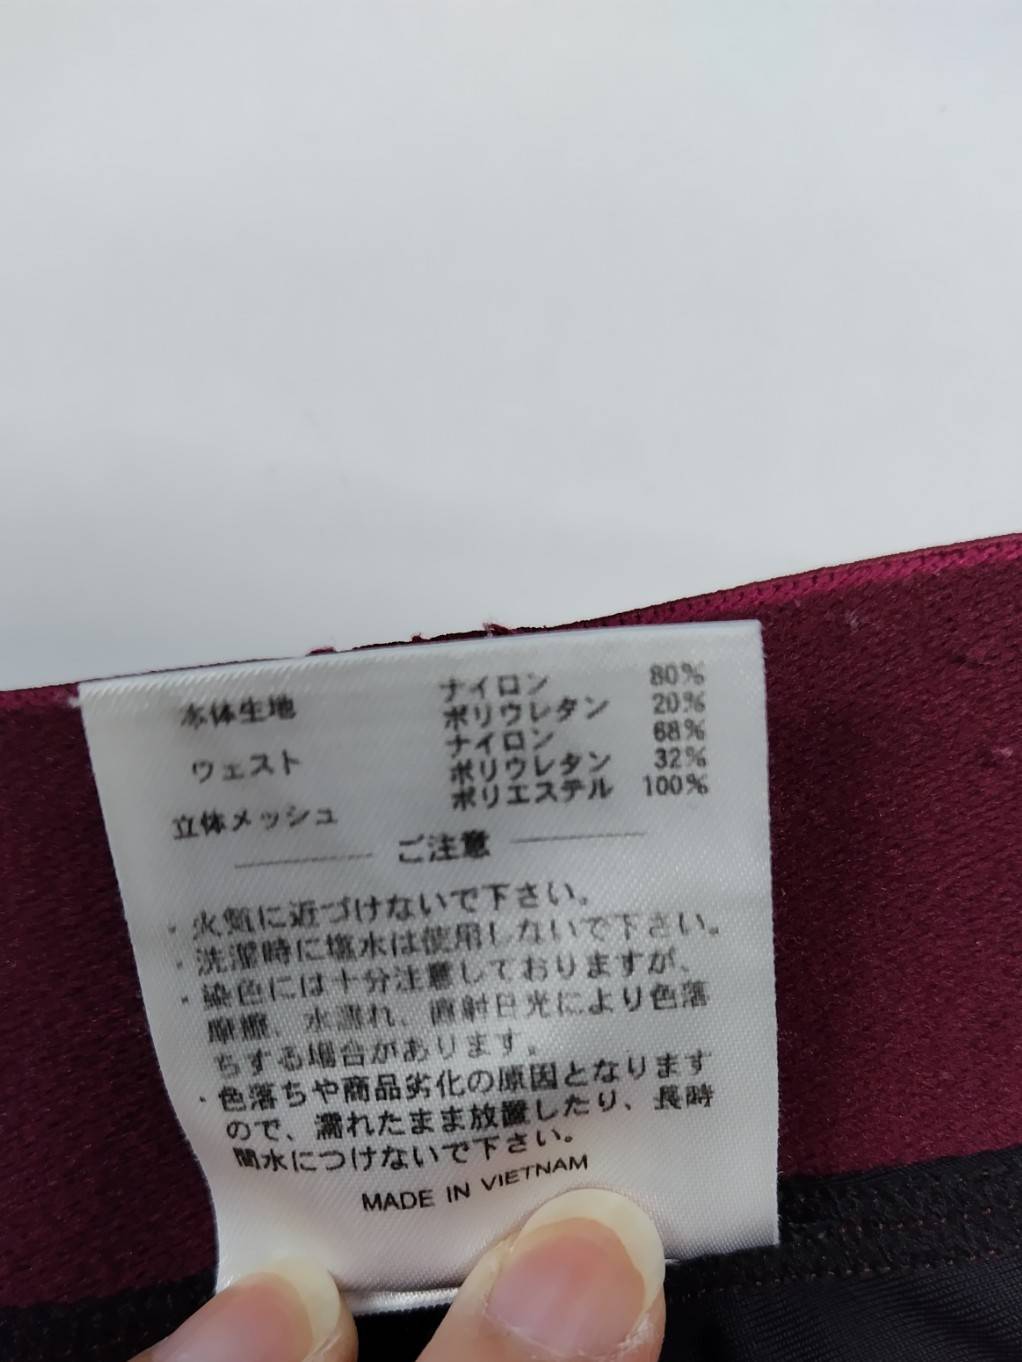 本体生地 ナイロン 80%
ポリウレタン 20%
ウェスト ナイロン 68%
ポリウレタン 32%
立体メッシュ ポリエステル 100%
ご注意
・火気に近づけないで下さい。
・洗濯時に塩水は使用しないで下さい。
・染色には十分注意しておりますが、
摩擦、水濡れ、直射日光により色落
ちする場合があります。
・色落ちや商品劣化の原因となります
ので、濡れたまま放置したり、長時
間水につけないで下さい。
MADE IN VIETNAM